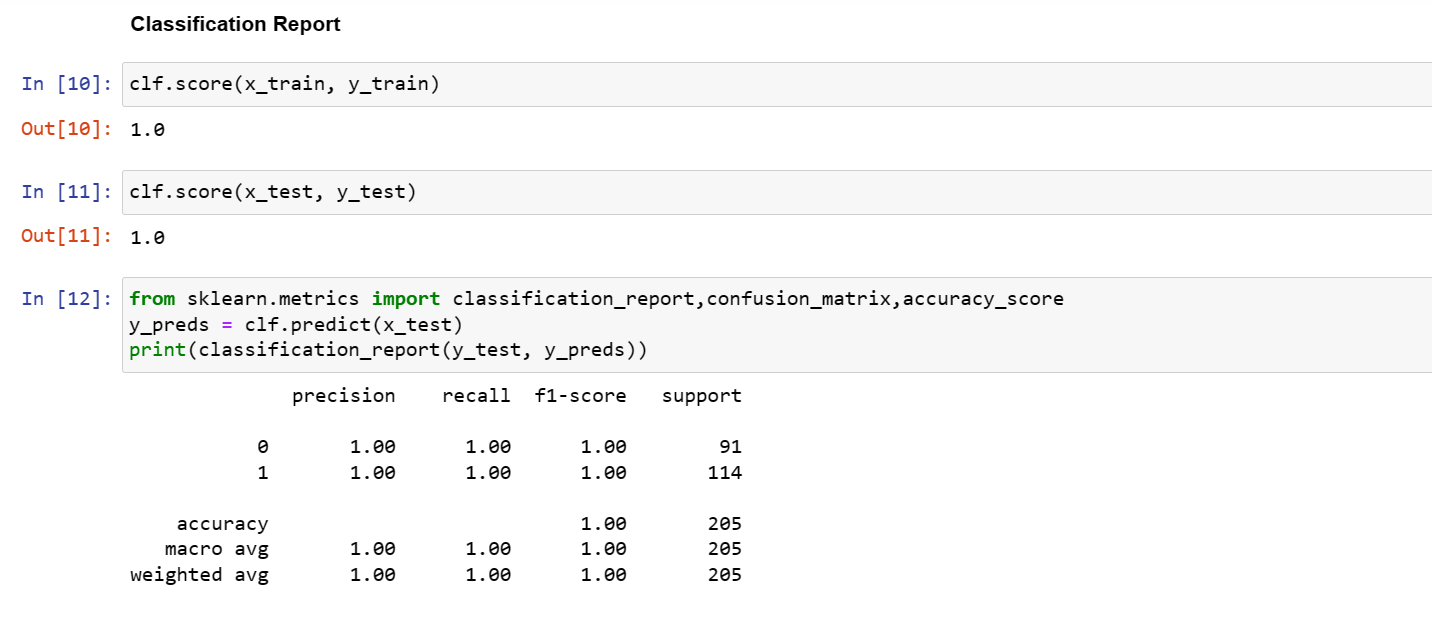 Classification Report
In [10]: clf.score(x_train, y_train)
Out[10]: 1.0
In [11]: clf.score(x_test, y_test)
Out[11]: 1.0
In [12]: from sklearn.metrics import classification_report,confusion_matrix,accuracy_score
y_preds = clf.predict(x_test)
print(classification_report(y_test, y_preds))
precision recall f1-score support
0 1.00 1.00 1.00 91
1 1.00 1.00 1.00 114
accuracy 1.00 205
macro avg 1.00 1.00 1.00 205
weighted avg 1.00 1.00 1.00 205